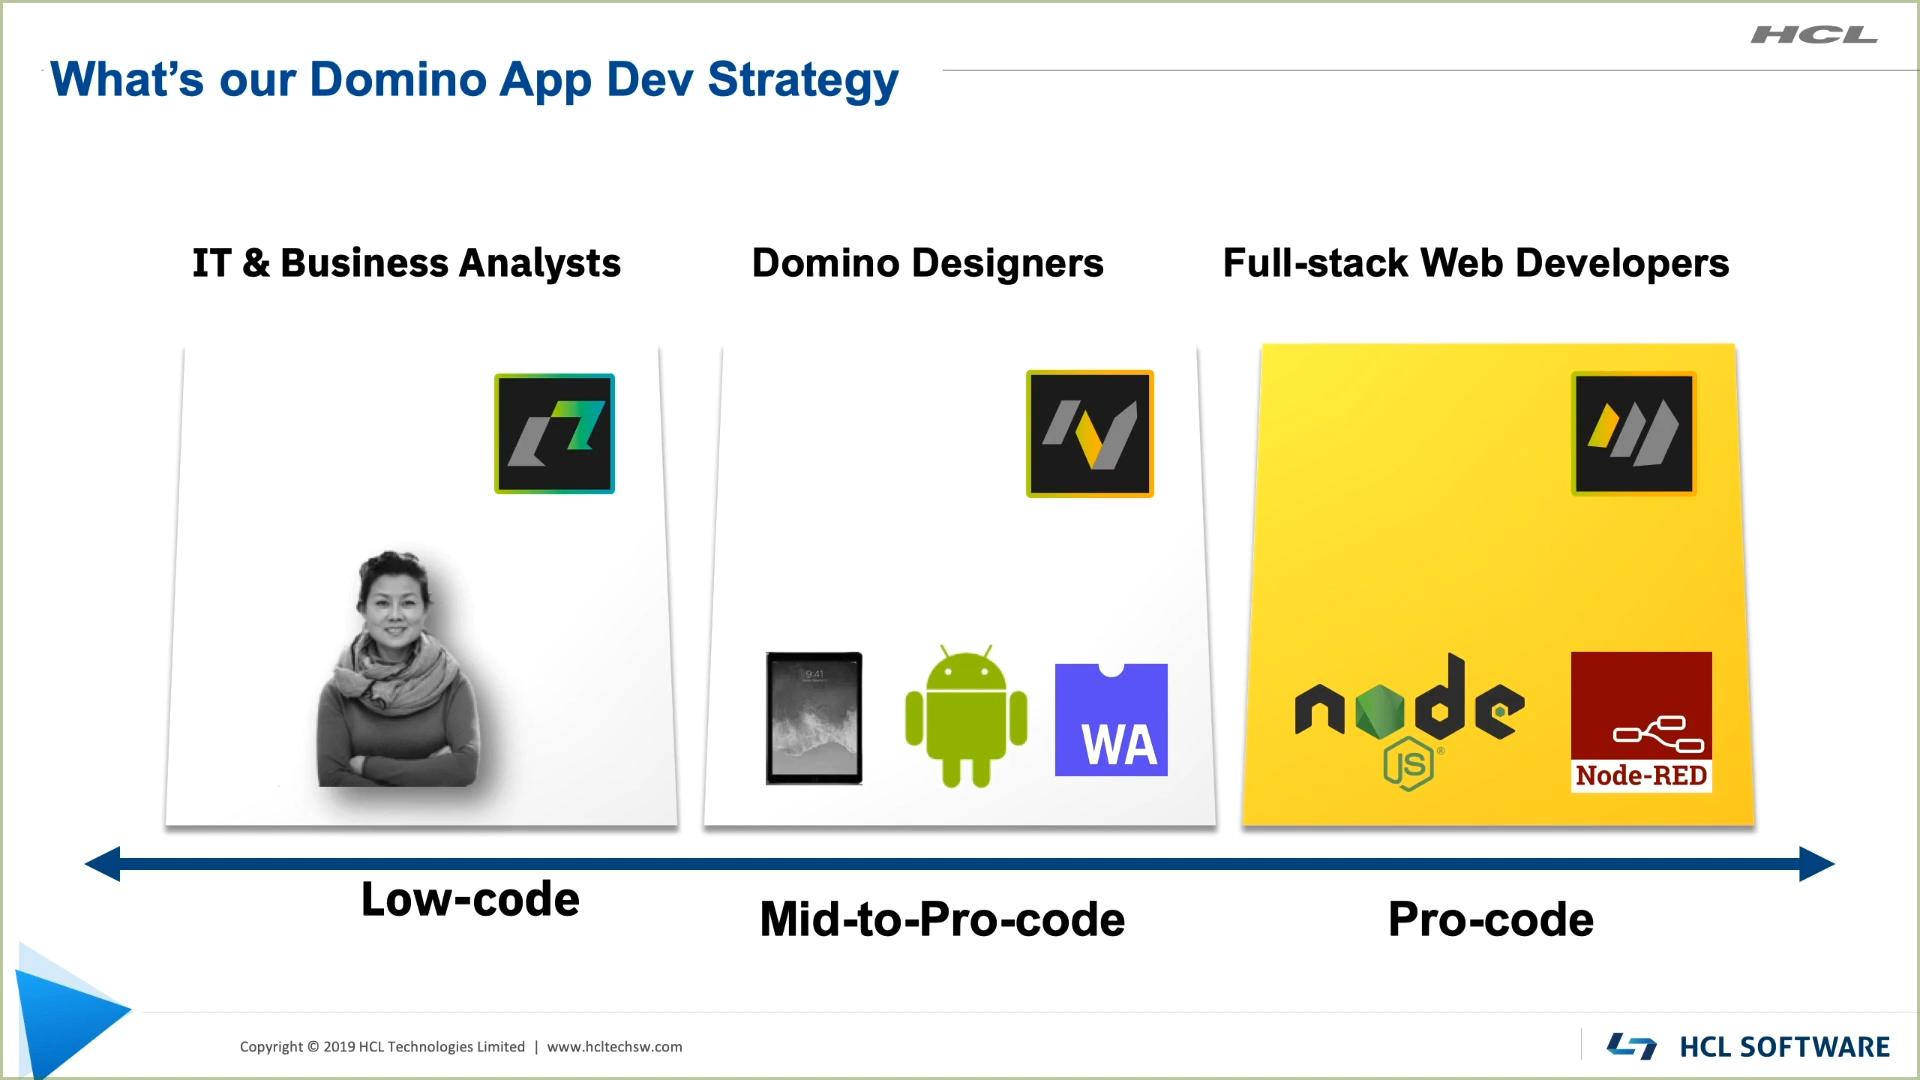 HCL
What's our Domino App Dev Strategy
IT & Business Analysts
Domino Designers
Full-stack Web Developers
9:41
WA
node
JS
Node-RED
Low-code
Mid-to-Pro-code
Pro-code
Copyright © 2019 HCL Technologies Limited | www.hcltechsw.com
HCL SOFTWARE